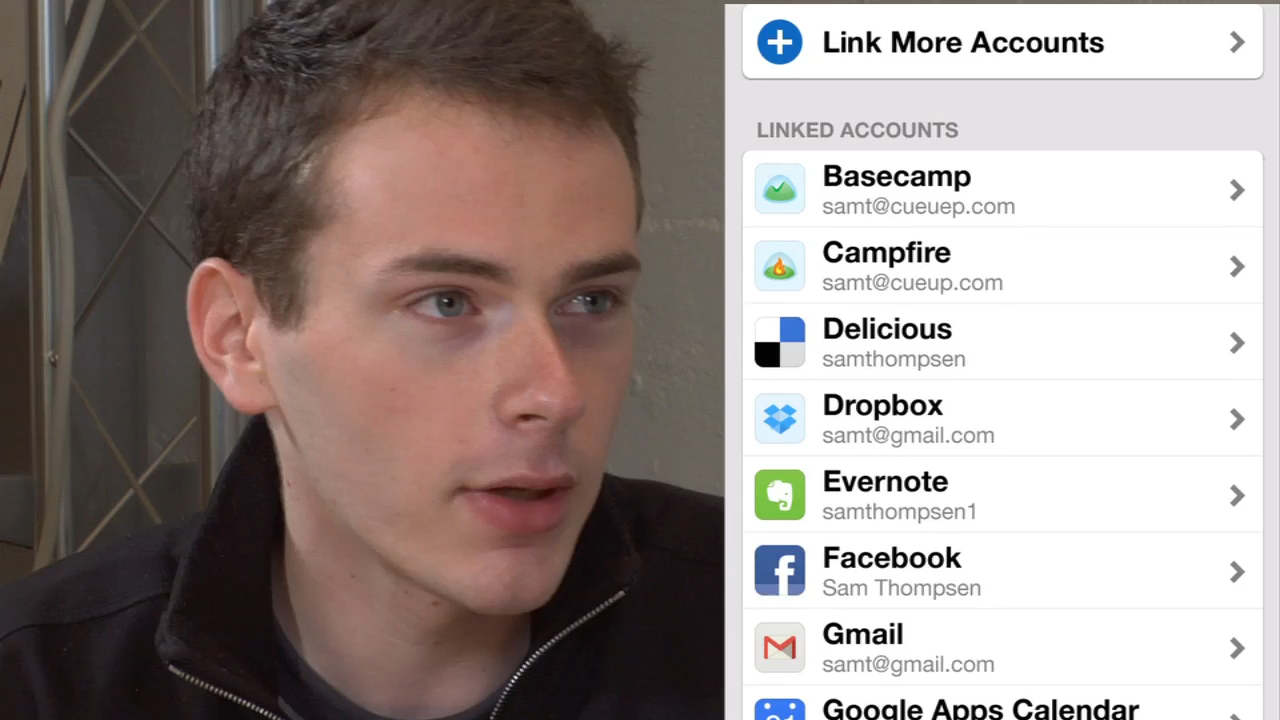 Link More Accounts
LINKED ACCOUNTS
Basecamp
samt@cueuep.com
Campfire
samt@cueup.com
Delicious
samthompsen
Dropbox
samt@gmail.com
Evernote
samthompsen1
Facebook
Sam Thompsen
Gmail
samt@gmail.com
Google Apps Calendar